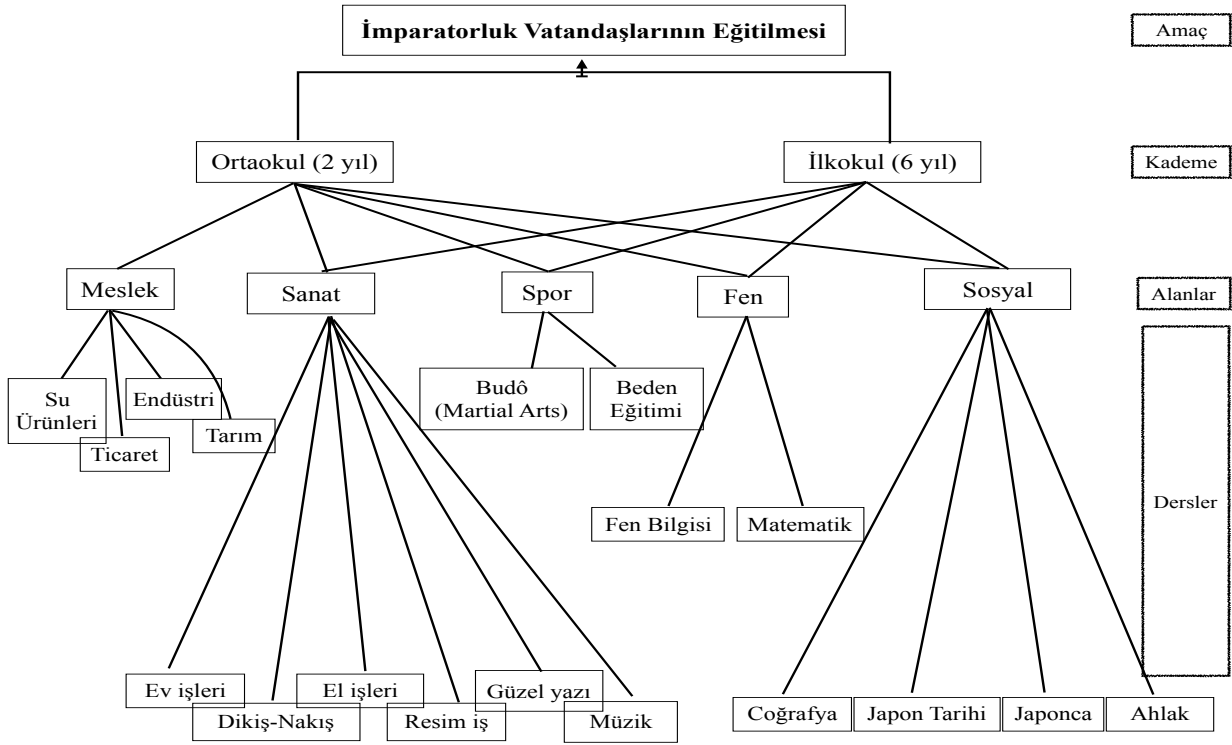 İmparatorluk Vatandaşlarının Eğitilmesi
Amaç
Ortaokul (2 yıl)
İlkokul (6 yıl)
Kademe
Meslek
Sanat
Spor
Fen
Sosyal
Alanlar
Su
Ürünleri
Endüstri
Ticaret
Tarım
Budô
(Martial Arts)
Beden
Eğitimi
Fen Bilgisi
Matematik
Dersler
Ev işleri
Dikiş-Nakış
El işleri
Resim iş
Güzel yazı
Müzik
Coğrafya
Japon Tarihi
Japonca
Ahlak